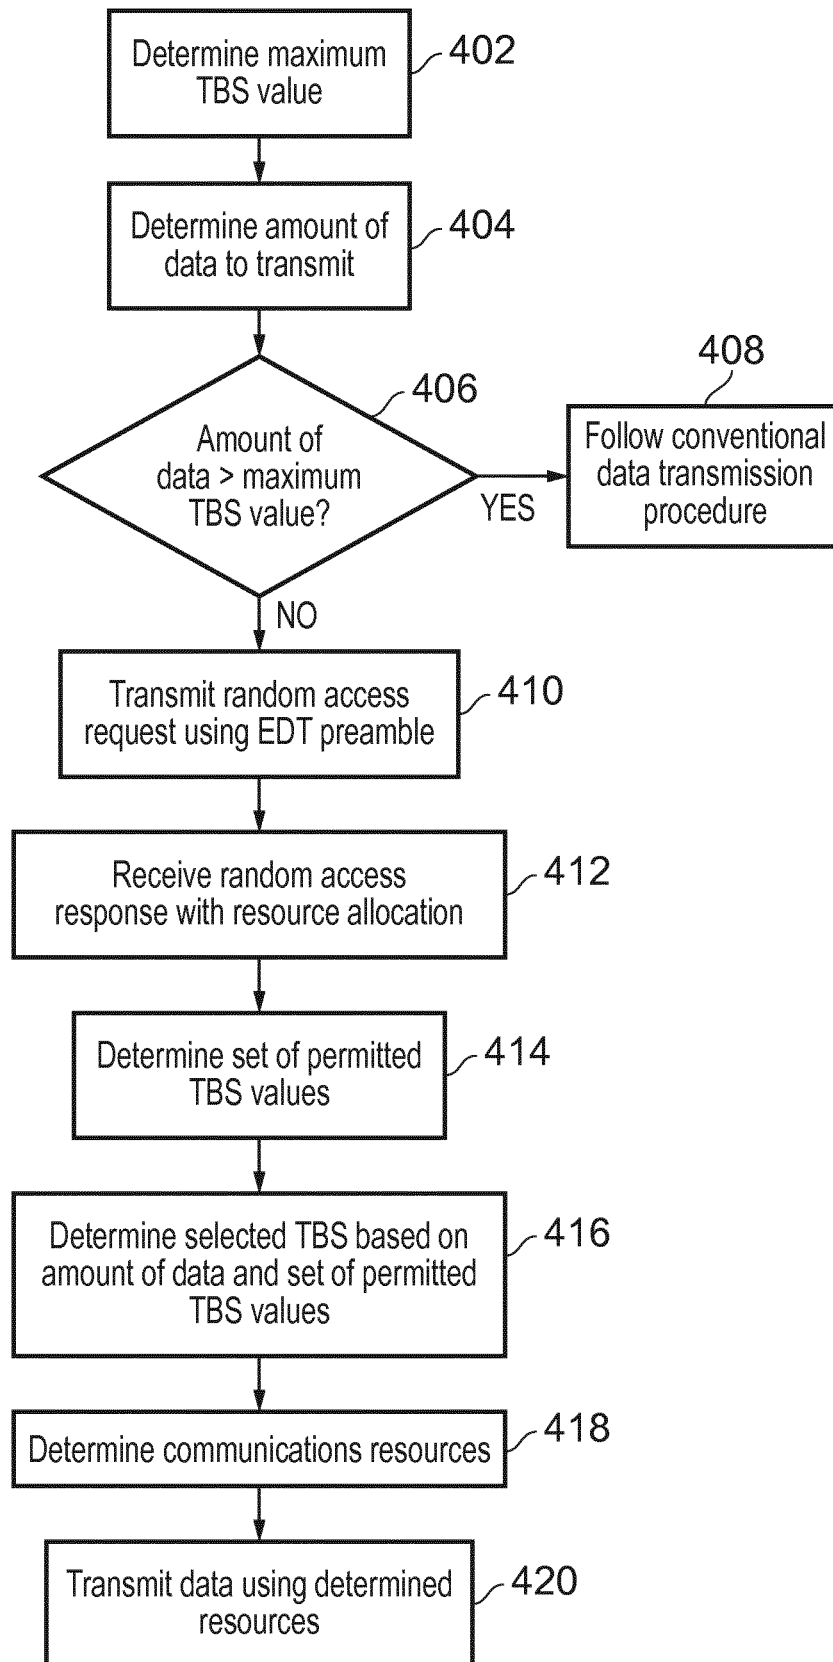 Determine maximum
TBS value
402
Determine amount of
data to transmit
404
406
Amount of
data > maximum
TBS value?
YES
408
Follow conventional
data transmission
procedure
NO
Transmit random access
request using EDT preamble
410
Receive random access
response with resource allocation
412
Determine set of permitted
TBS values
414
Determine selected TBS based on
amount of data and set of permitted
TBS values
416
Determine communications resources
418
Transmit data using determined
resources
420